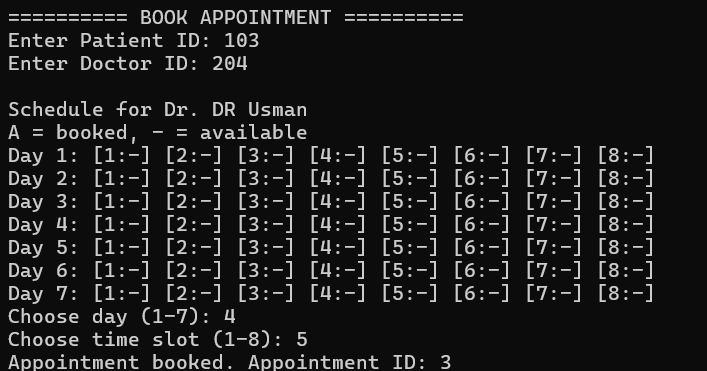 ========== BOOK APPOINTMENT ==========
Enter Patient ID: 103
Enter Doctor ID: 204
Schedule for Dr. DR Usman
A = booked, - = available
Day 1: [1:-] [2:-] [3:-] [4:-] [5:-] [6:-] [7:-] [8:-]
Day 2: [1:-] [2:-] [3:-] [4:-] [5:-] [6:-] [7:-] [8:-]
Day 3: [1:-] [2:-] [3:-] [4:-] [5:-] [6:-] [7:-] [8:-]
Day 4: [1:-] [2:-] [3:-] [4:-] [5:-] [6:-] [7:-] [8:-]
Day 5: [1:-] [2:-] [3:-] [4:-] [5:-] [6:-] [7:-] [8:-]
Day 6: [1:-] [2:-] [3:-] [4:-] [5:-] [6:-] [7:-] [8:-]
Day 7: [1:-] [2:-] [3:-] [4:-] [5:-] [6:-] [7:-] [8:-]
Choose day (1-7): 4
Choose time slot (1-8): 5
Appointment booked. Appointment ID: 3